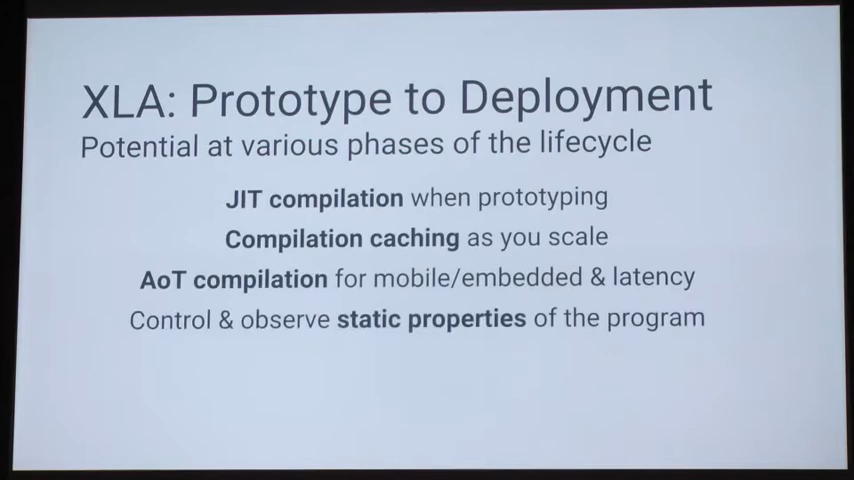 XLA: Prototype to Deployment
Potential at various phases of the lifecycle
JIT compilation when prototyping
Compilation caching as you scale
AoT compilation for mobile/embedded & latency
Control & observe static properties of the program